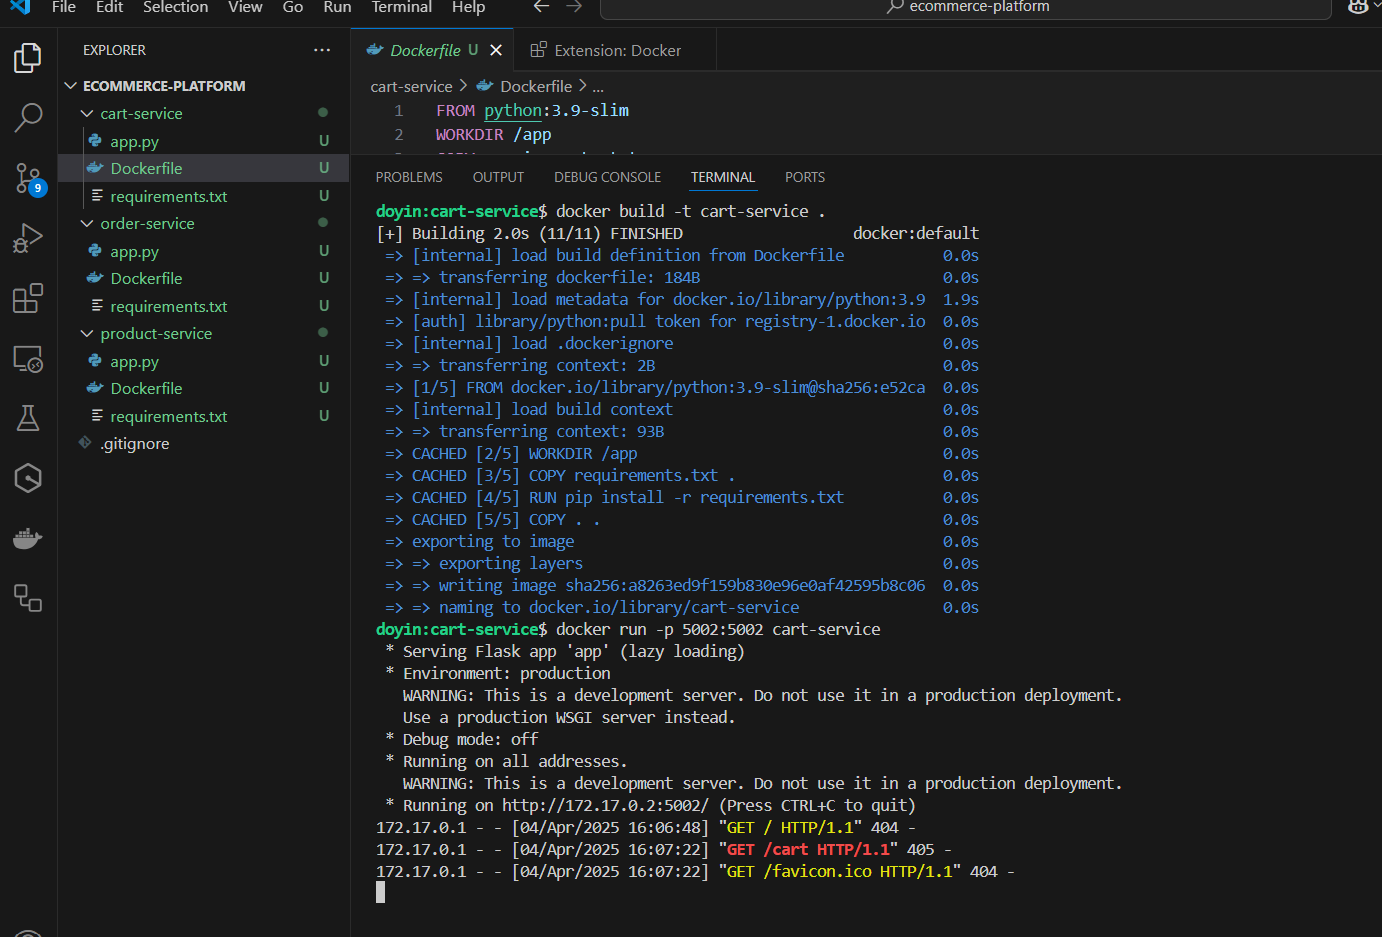 File Edit Selection View Go Run Terminal Help ecommerce-platform
EXPLORER
Dockerfile U
Extension: Docker
ECOMMERCE-PLATFORM
cart-service
app.py U
Dockerfile U
requirements.txt U
order-service
app.py U
Dockerfile U
requirements.txt U
product-service
app.py U
Dockerfile U
requirements.txt U
.gitignore
9
cart-service > Dockerfile > ...
1 FROM python:3.9-slim
2 WORKDIR /app
PROBLEMS OUTPUT DEBUG CONSOLE TERMINAL PORTS
doyin:cart-service$ docker build -t cart-service .
[+] Building 2.0s (11/11) FINISHED docker:default
=> [internal] load build definition from Dockerfile 0.0s
=> => transferring dockerfile: 184B 0.0s
=> [internal] load metadata for docker.io/library/python:3.9 1.9s
=> [auth] library/python:pull token for registry-1.docker.io 0.0s
=> [internal] load .dockerignore 0.0s
=> => transferring context: 2B 0.0s
=> [1/5] FROM docker.io/library/python:3.9-slim@sha256:e52ca 0.0s
=> [internal] load build context 0.0s
=> => transferring context: 93B 0.0s
=> CACHED [2/5] WORKDIR /app 0.0s
=> CACHED [3/5] COPY requirements.txt . 0.0s
=> CACHED [4/5] RUN pip install -r requirements.txt 0.0s
=> CACHED [5/5] COPY . . 0.0s
=> exporting to image 0.0s
=> => exporting layers 0.0s
=> => writing image sha256:a8263ed9f159b830e96e0af42595b8c06 0.0s
=> => naming to docker.io/library/cart-service 0.0s
doyin:cart-service$ docker run -p 5002:5002 cart-service
* Serving Flask app 'app' (lazy loading)
* Environment: production
WARNING: This is a development server. Do not use it in a production deployment.
Use a production WSGI server instead.
* Debug mode: off
* Running on all addresses.
WARNING: This is a development server. Do not use it in a production deployment.
* Running on http://172.17.0.2:5002/ (Press CTRL+C to quit)
172.17.0.1 - - [04/Apr/2025 16:06:48] "GET / HTTP/1.1" 404 -
172.17.0.1 - - [04/Apr/2025 16:07:22] "GET /cart HTTP/1.1" 405 -
172.17.0.1 - - [04/Apr/2025 16:07:22] "GET /favicon.ico HTTP/1.1" 404 -